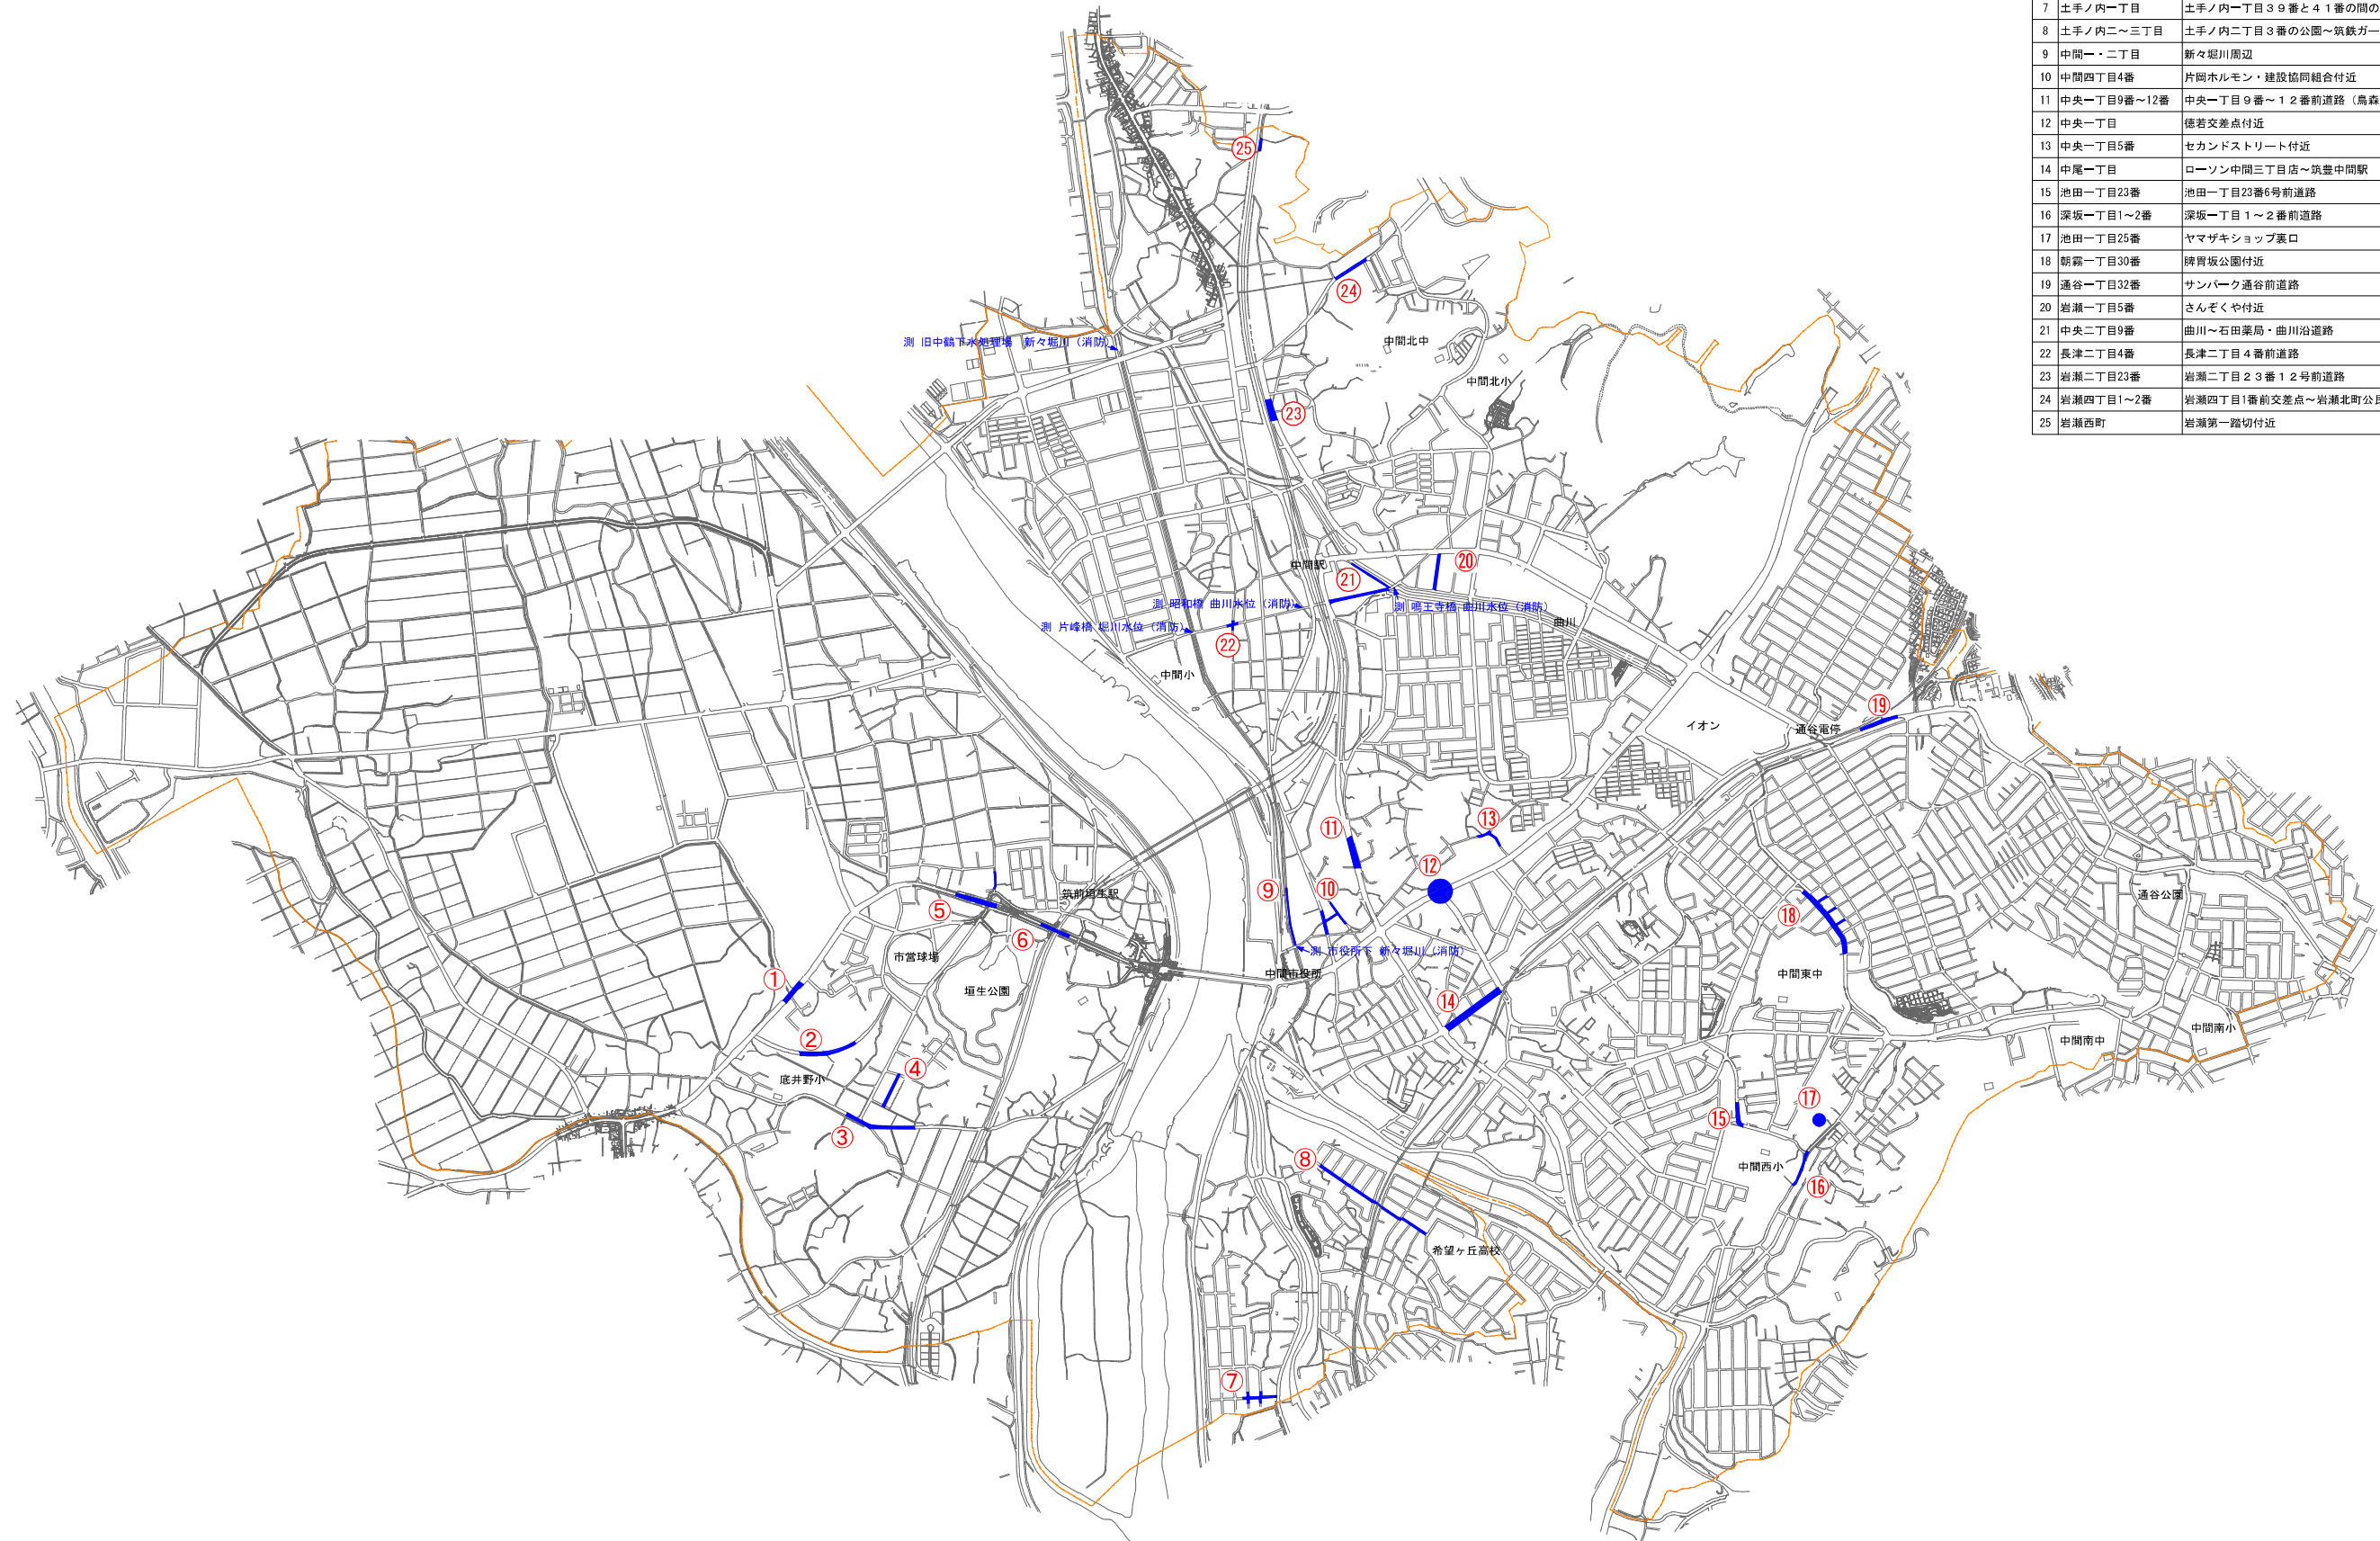 7 土手ノ内一丁目 土手ノ内一丁目３９番と４１番の間の
8 土手ノ内二～三丁目 土手ノ内二丁目３番の公園～筑鉄ガー
9 中間一・二丁目 新々堀川周辺
10 中間四丁目4番 片岡ホルモン・建設協同組合付近
11 中央一丁目9番～12番 中央一丁目９番～１２番前道路（鳥森
12 中央一丁目 徳若交差点付近
13 中央一丁目5番 セカンドストリート付近
14 中尾一丁目 ローソン中間三丁目店～筑豊中間駅
15 池田一丁目23番 池田一丁目23番6号前道路
16 深坂一丁目1～2番 深坂一丁目１～２番前道路
17 池田一丁目25番 ヤマザキショップ裏口
18 朝霧一丁目30番 脾胃坂公園付近
19 通谷一丁目32番 サンパーク通谷前道路
20 岩瀬一丁目5番 さんぞくや付近
21 中央二丁目9番 曲川～石田薬局・曲川沿道路
22 長津二丁目4番 長津二丁目４番前道路
23 岩瀬二丁目23番 岩瀬二丁目２３番１２号前道路
24 岩瀬四丁目1～2番 岩瀬四丁目1番前交差点～岩瀬北町公民
25 岩瀬西町 岩瀬第一踏切付近
㉕
㉔
測 旧中鶴下水処理場 新々堀川（消防）
中間北中
中間北小
㉓
中間駅
⑳
㉑
測 昭和橋 曲川水位（消防）
測 鳴王寺橋 曲川水位（消防）
測 片峰橋 堀川水位（消防）
曲川
㉒
中間小
⑲
イオン
通谷電停
⑬
⑪
⑫
⑨
⑩
筑前垣生駅
通谷公園
⑤
⑱
⑥
測 市役所下 新々堀川（消防）
市営球場
中間市役所
中間東中
①
垣生公園
⑭
中間南小
②
中間南中
④
底井野小
⑰
⑮
③
⑧
中間西小
⑯
希望ヶ丘高校
⑦